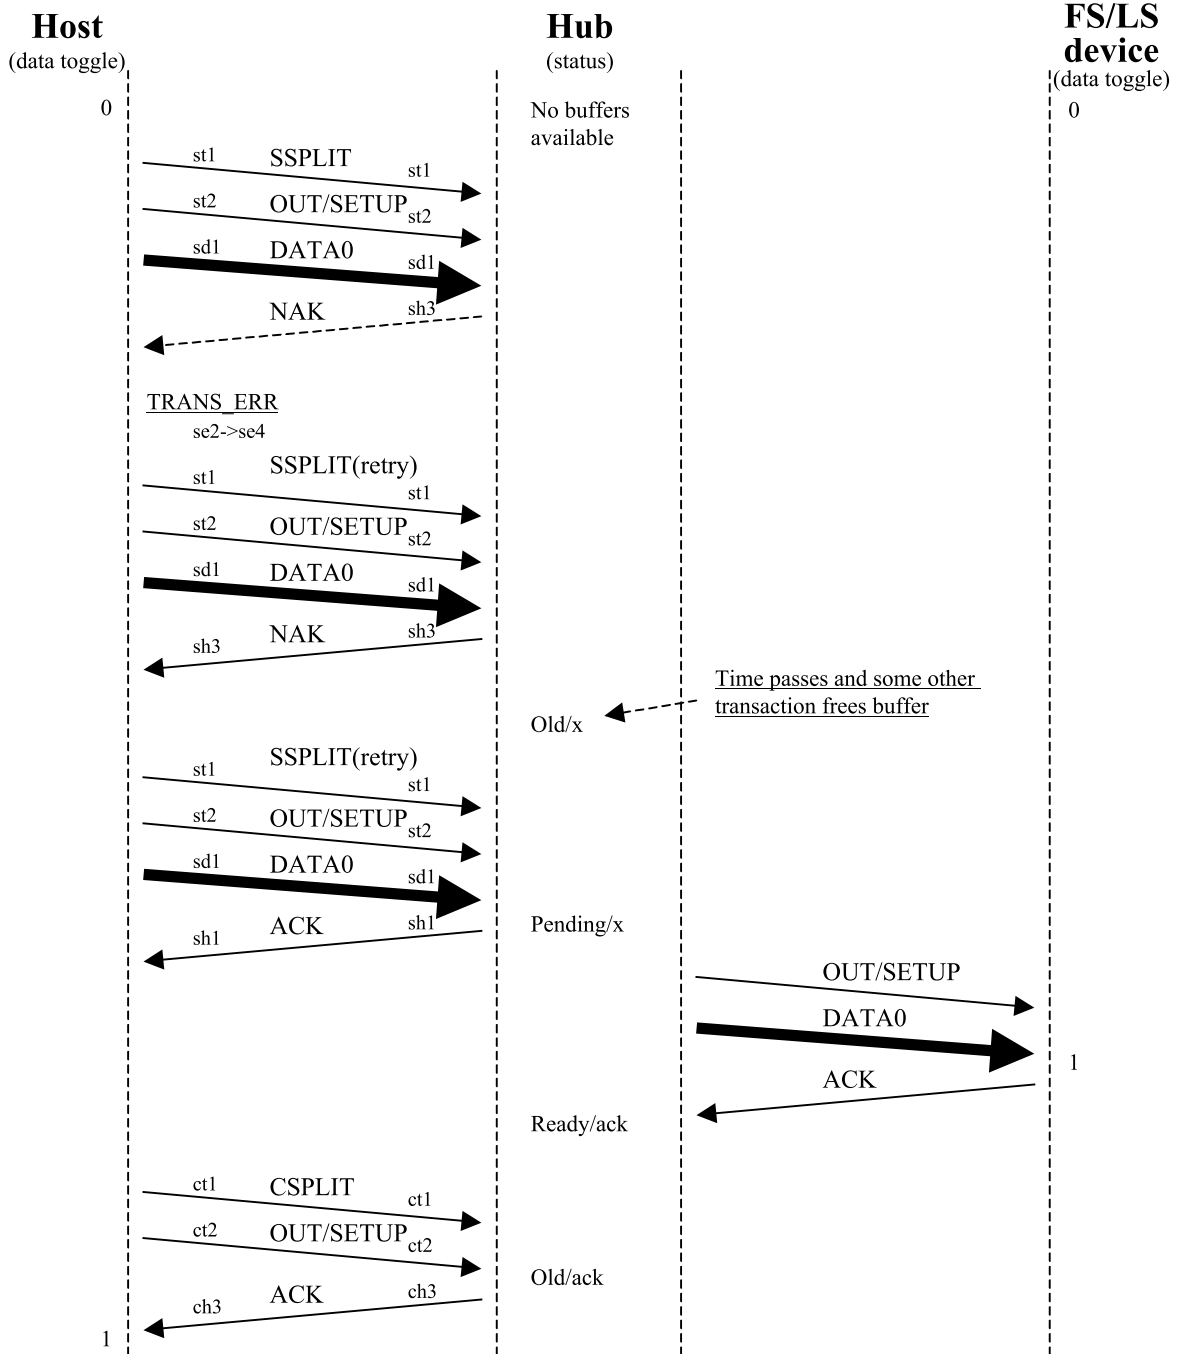 Host
(data toggle)
Hub
(status)
FS/LS
device
(data toggle)
0
No buffers
available
0
st1 SSPLIT st1
st2 OUT/SETUP st2
sd1 DATA0 sd1
NAK sh3
TRANS_ERR
se2->se4
SSPLIT(retry)
st1 st1
st2 OUT/SETUP st2
sd1 DATA0 sd1
NAK sh3
sh3
Time passes and some other
transaction frees buffer
Old/x
SSPLIT(retry)
st1 st1
st2 OUT/SETUP st2
sd1 DATA0 sd1
ACK sh1
sh1
Pending/x
OUT/SETUP
DATA0
1
ACK
Ready/ack
ct1 CSPLIT ct1
ct2 OUT/SETUP ct2
Old/ack
ACK ch3
ch3
1